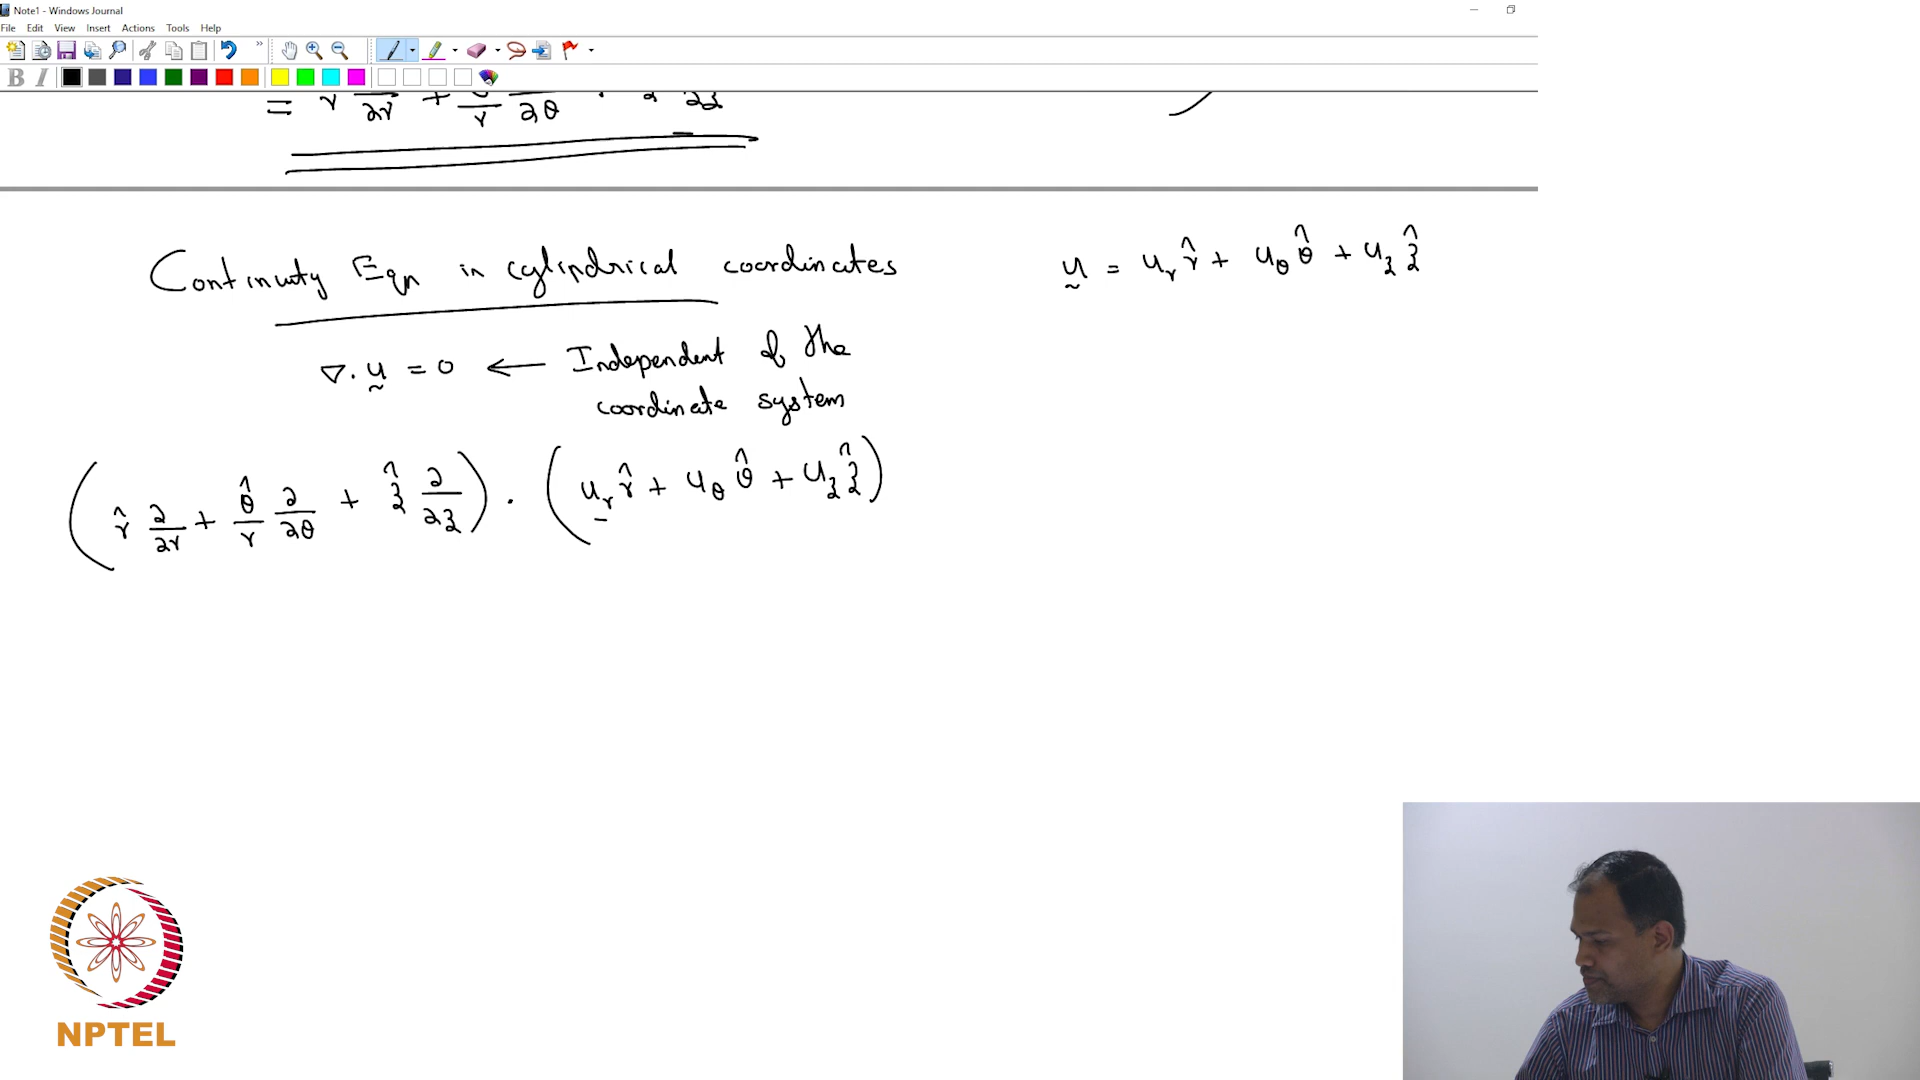 Note1 - Windows Journal
File Edit View Insert Actions Tools Help
B I
= r ∂r + r ∂θ ∂z
Continuity Eqn in cylindrical coordinates
u = u_r r̂ + u_θ θ̂ + u_z ẑ
∇. u = 0 ← Independent of the
coordinate system
( r̂ ∂/∂r + θ̂/r ∂/∂θ + ẑ ∂/∂z ) . ( u_r r̂ + u_θ θ̂ + u_z ẑ )
NPTEL